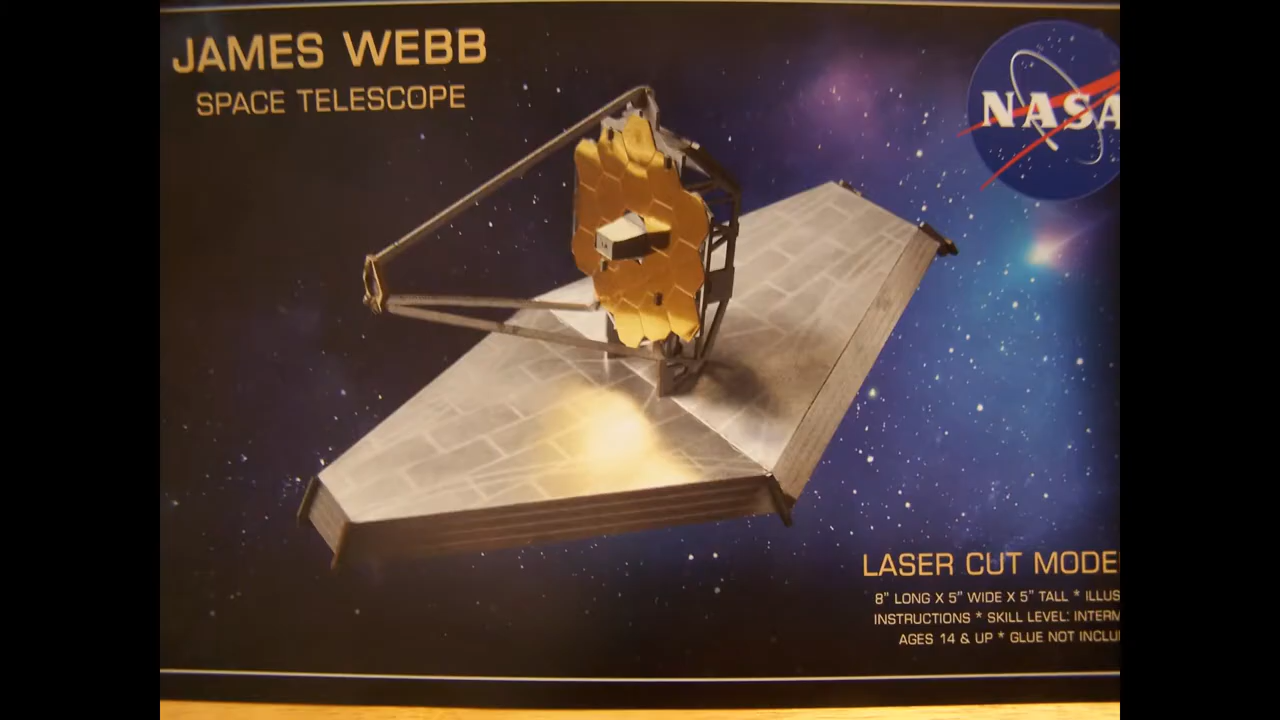 JAMES WEBB
SPACE TELESCOPE
NASA
LASER CUT MODE
8" LONG X 5" WIDE X 5" TALL * ILLUS
INSTRUCTIONS * SKILL LEVEL: INTERM
AGES 14 & UP * GLUE NOT INCLU